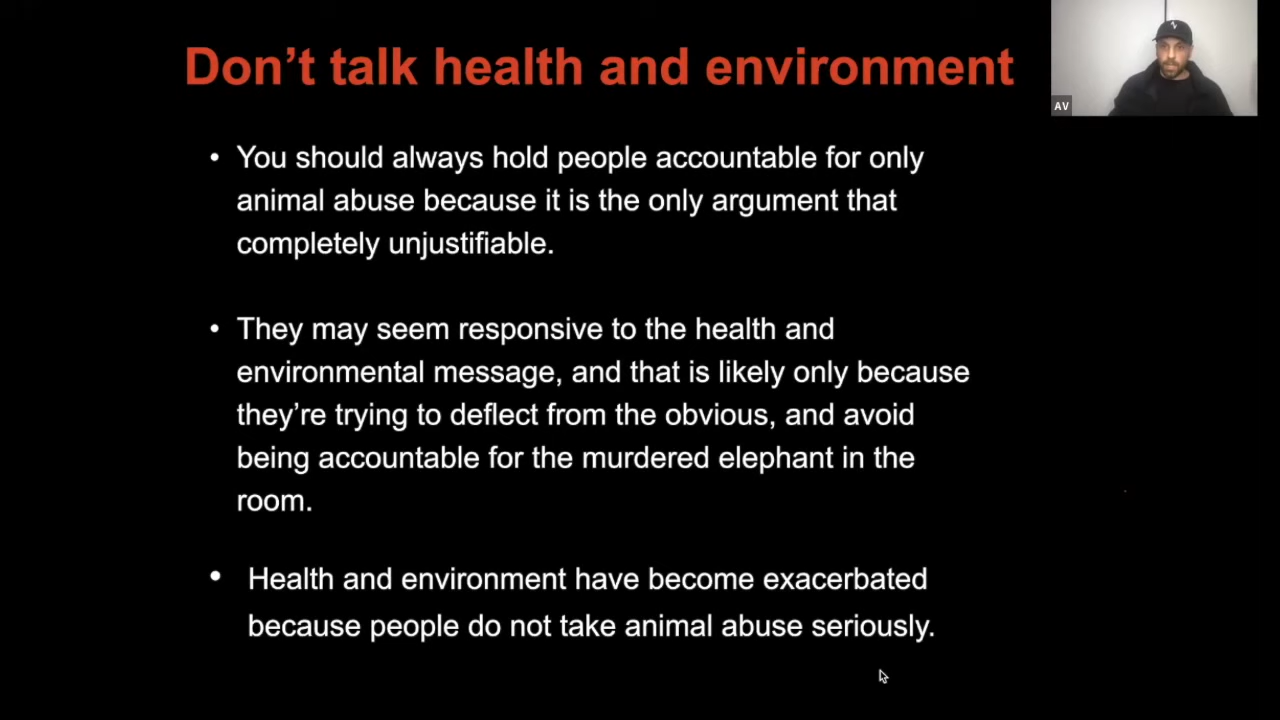 Don’t talk health and environment
AV
• You should always hold people accountable for only
animal abuse because it is the only argument that
completely unjustifiable.
• They may seem responsive to the health and
environmental message, and that is likely only because
they’re trying to deflect from the obvious, and avoid
being accountable for the murdered elephant in the
room.
• Health and environment have become exacerbated
because people do not take animal abuse seriously.